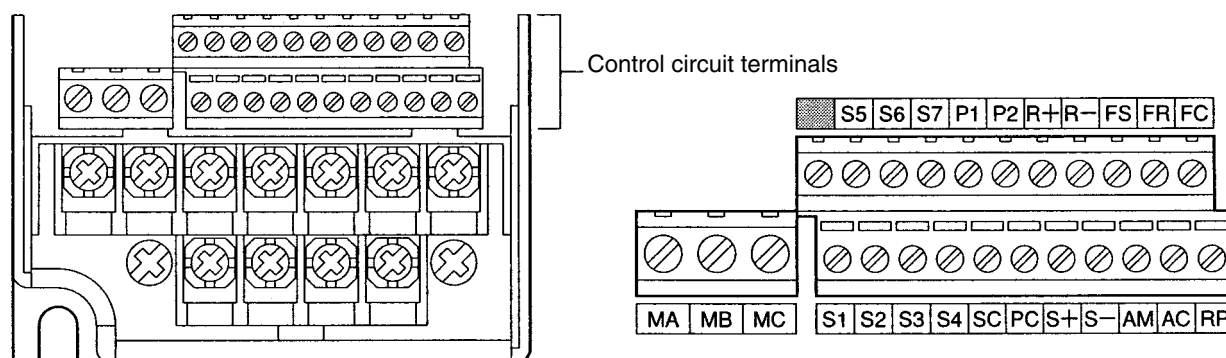 Control circuit terminals
S5 S6 S7 P1 P2 R+ R− FS FR FC
MA MB MC S1 S2 S3 S4 SC PC S+ S− AM AC RP